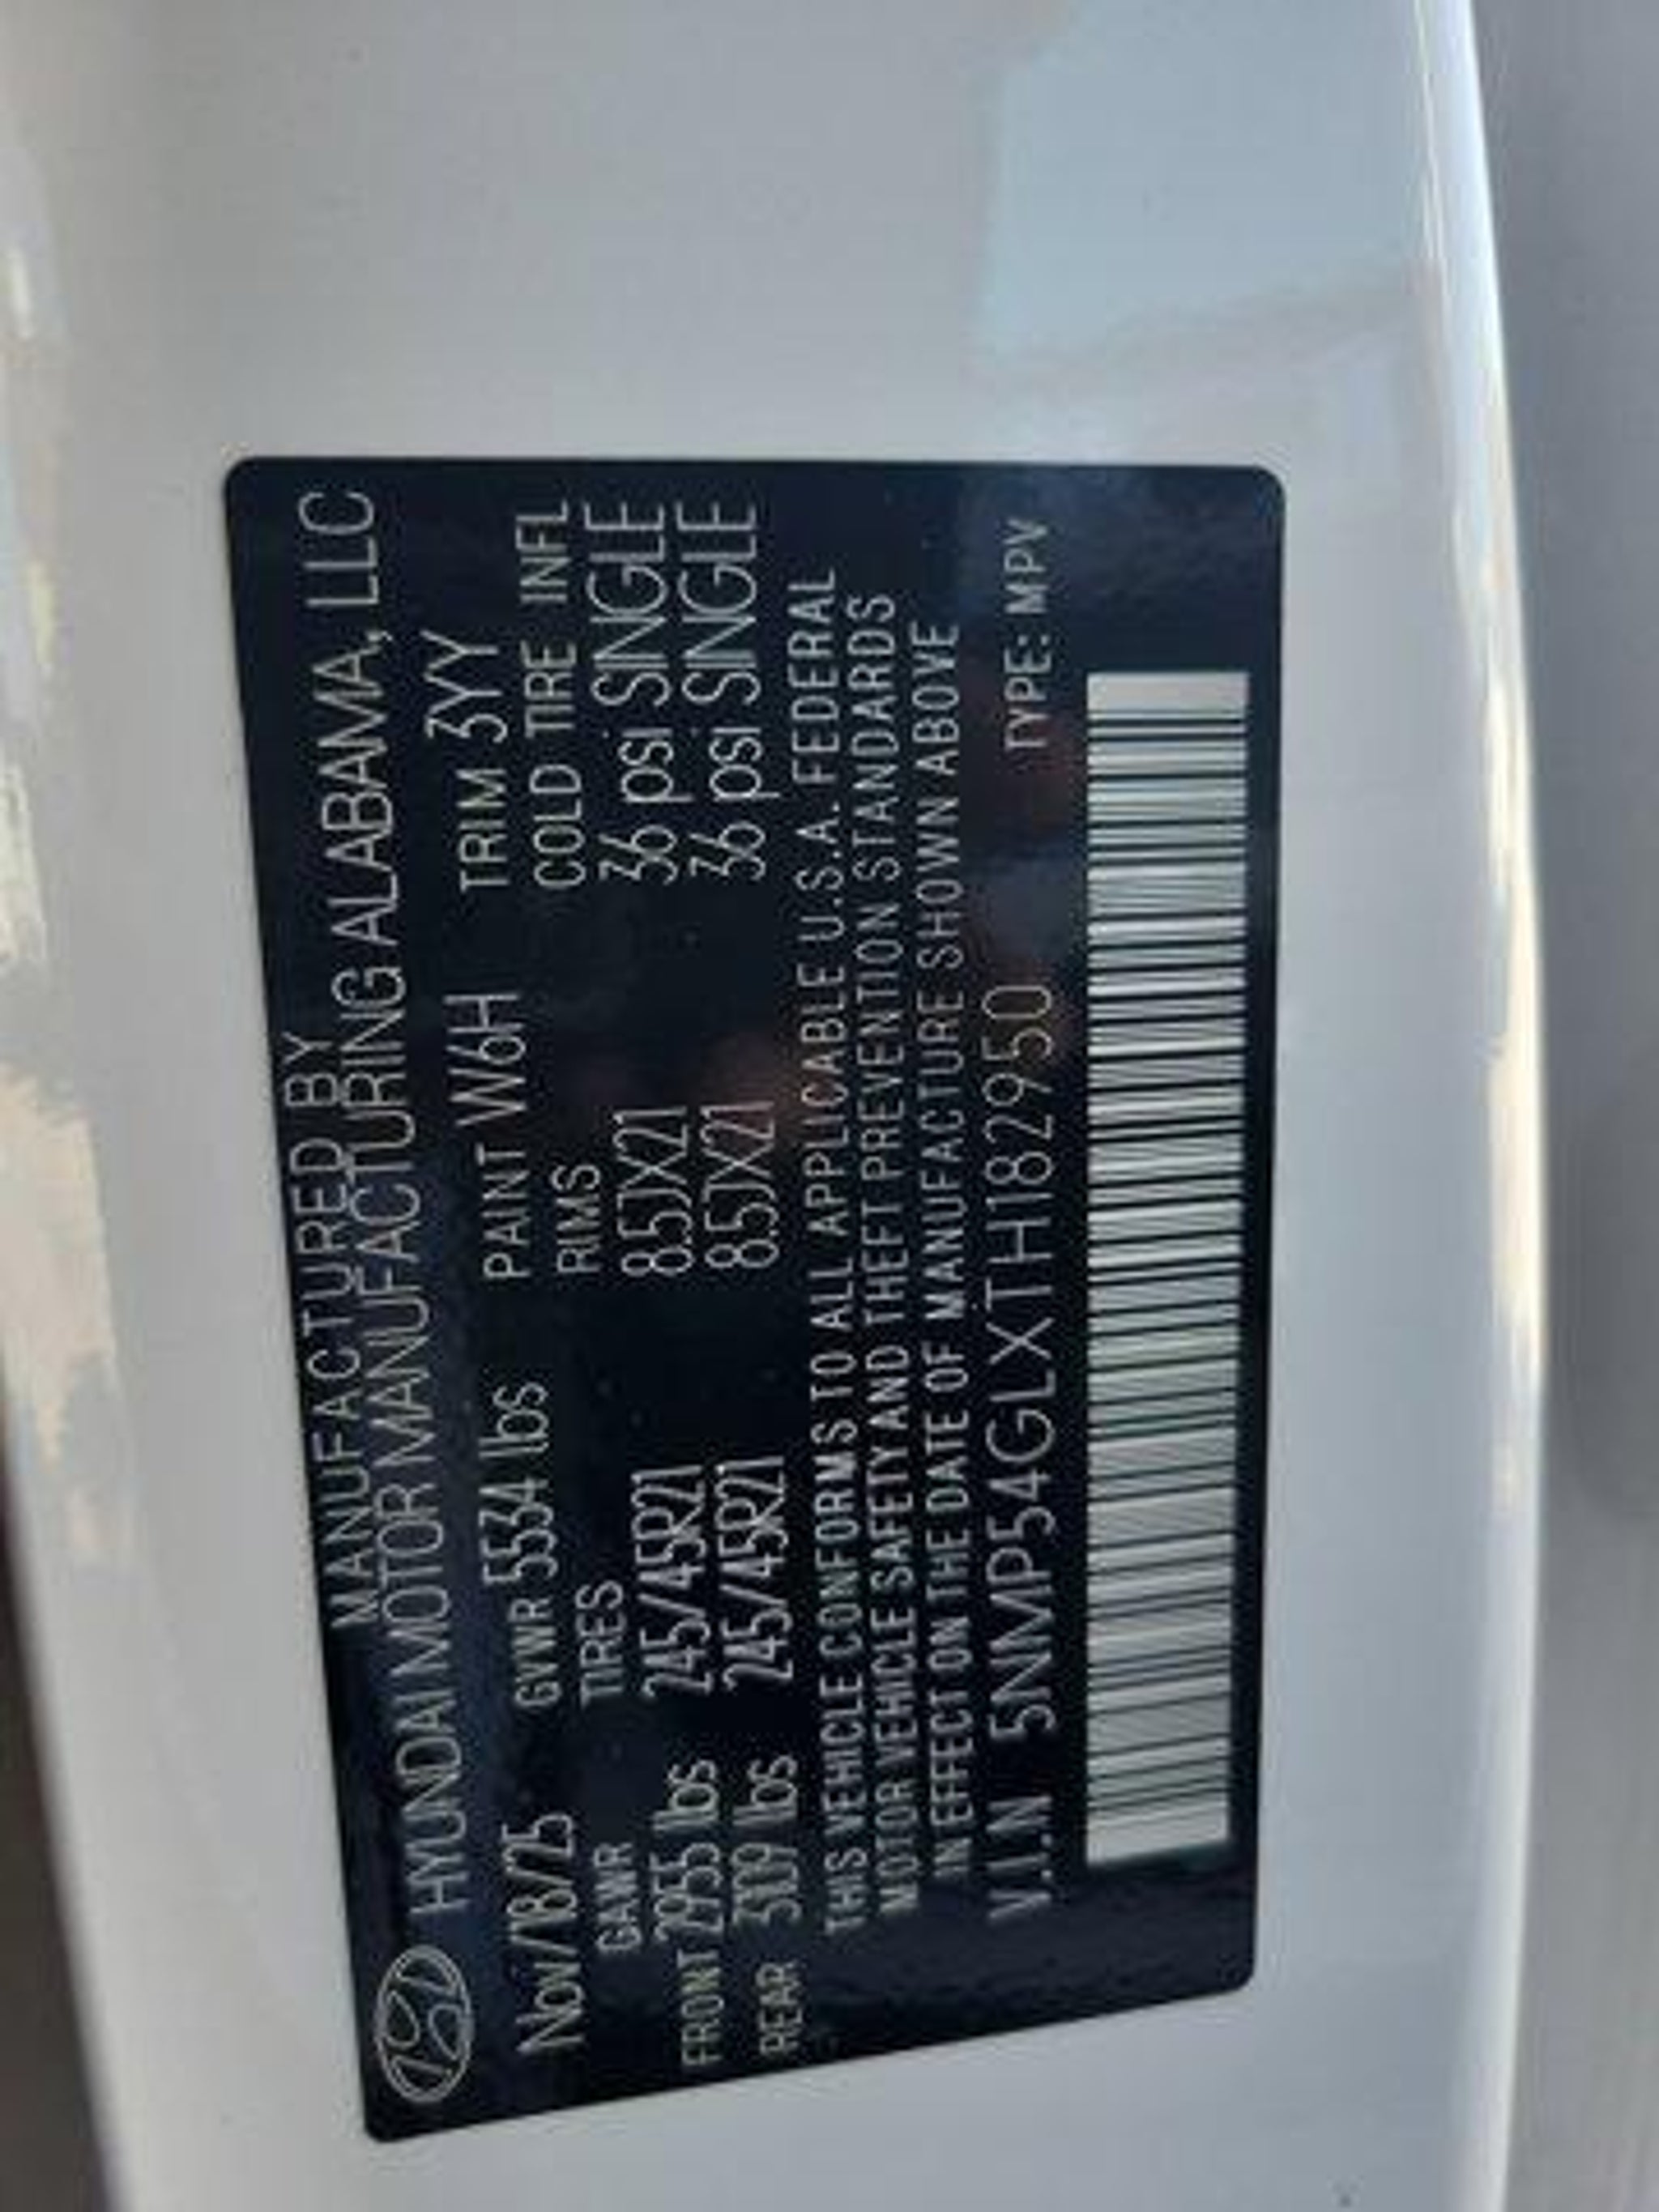 MANUFACTURED BY
HYUNDAI MOTOR MANUFACTURING ALABAMA, LLC
Nov/18/25 GVWR 5534 lbs PAINT W6H TRIM 3YY
GAWR TIRES RIMS COLD TIRE INFL
FRONT 2955 lbs 245/45R21 8.5JX21 36 psi SINGLE
REAR 3109 lbs 245/45R21 8.5JX21 36 psi SINGLE
THIS VEHICLE CONFORMS TO ALL APPLICABLE U.S.A. FEDERAL
MOTOR VEHICLE SAFETY AND THEFT PREVENTION STANDARDS
IN EFFECT ON THE DATE OF MANUFACTURE SHOWN ABOVE
V.I.N 5NMP54GLXTH182950 TYPE: MPV